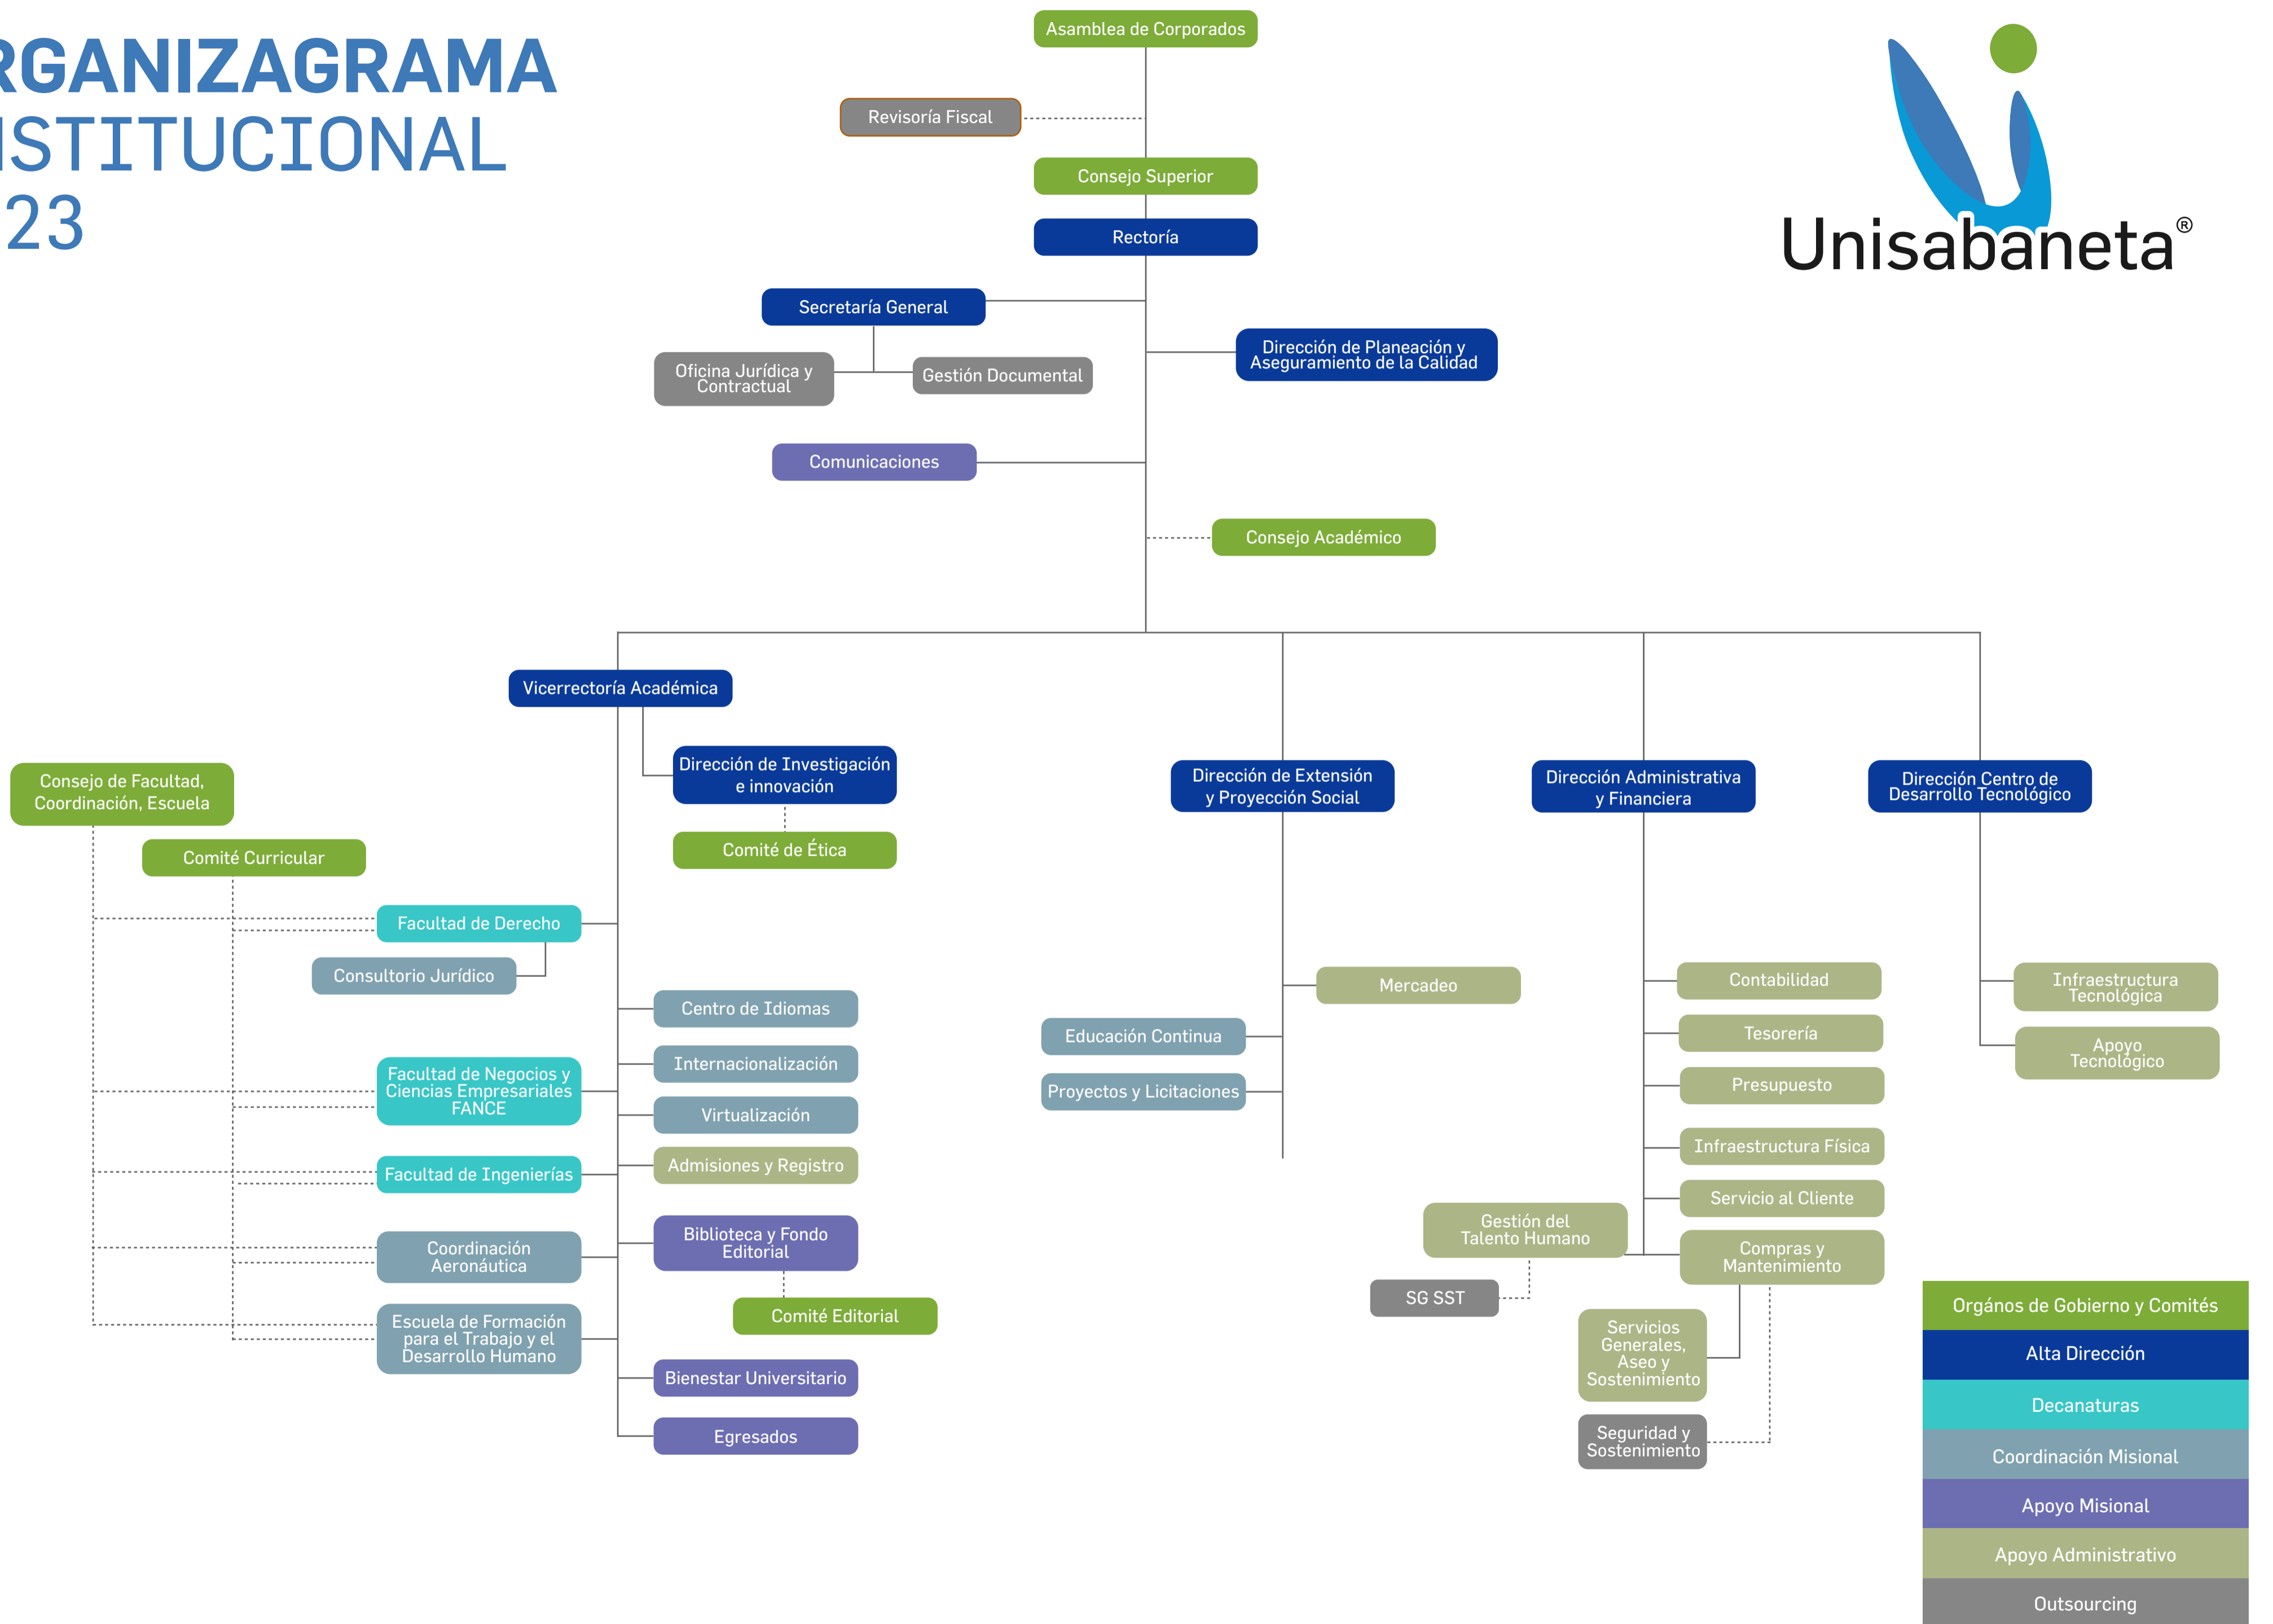 RGANIZAGRAMA
NSTITUCIONAL
23
Asamblea de Corporados
Revisoría Fiscal
Consejo Superior
Rectoría
Unisabaneta®
Secretaría General
Dirección de Planeación y
Aseguramiento de la Calidad
Oficina Jurídica y
Contractual
Gestión Documental
Comunicaciones
Consejo Académico
Vicerrectoría Académica
Dirección de Investigación
e innovación
Comité de Ética
Consejo de Facultad,
Coordinación, Escuela
Comité Curricular
Facultad de Derecho
Consultorio Jurídico
Facultad de Negocios y
Ciencias Empresariales
FANCE
Facultad de Ingenierías
Coordinación
Aeronáutica
Escuela de Formación
para el Trabajo y el
Desarrollo Humano
Centro de Idiomas
Internacionalización
Virtualización
Admisiones y Registro
Biblioteca y Fondo
Editorial
Comité Editorial
Bienestar Universitario
Egresados
Dirección de Extensión
y Proyección Social
Mercadeo
Educación Continua
Proyectos y Licitaciones
Dirección Administrativa
y Financiera
Contabilidad
Tesorería
Presupuesto
Infraestructura Física
Servicio al Cliente
Gestión del
Talento Humano
Compras y
Mantenimiento
SG SST
Servicios
Generales,
Aseo y
Sostenimiento
Seguridad y
Sostenimiento
Dirección Centro de
Desarrollo Tecnológico
Infraestructura
Tecnológica
Apoyo
Tecnológico
Orgános de Gobierno y Comités
Alta Dirección
Decanaturas
Coordinación Misional
Apoyo Misional
Apoyo Administrativo
Outsourcing